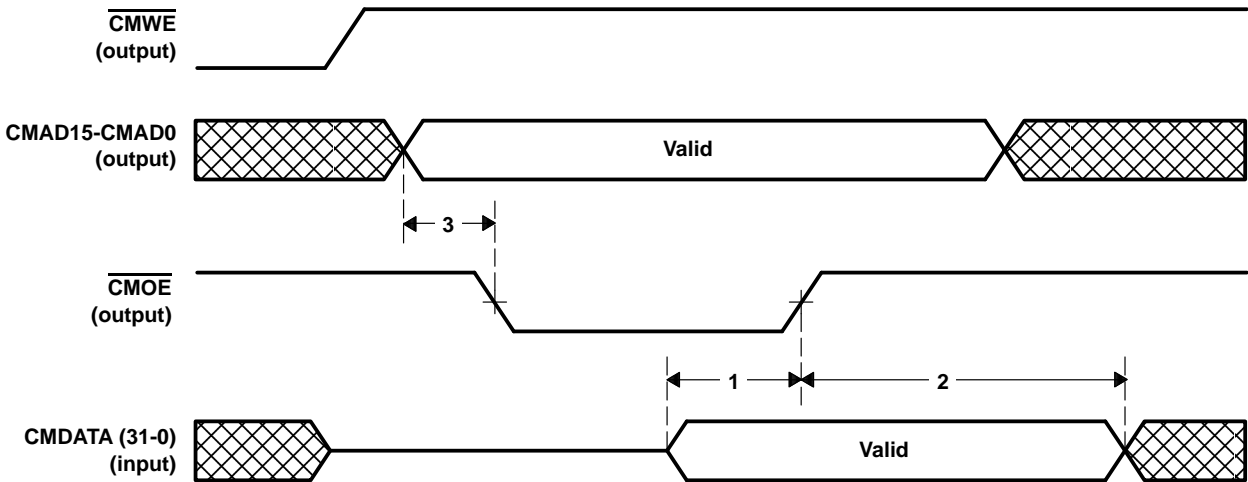 CMWE
(output)
CMAD15-CMAD0
(output)
Valid
3
CMOE
(output)
1
2
CMDATA (31-0)
(input)
Valid